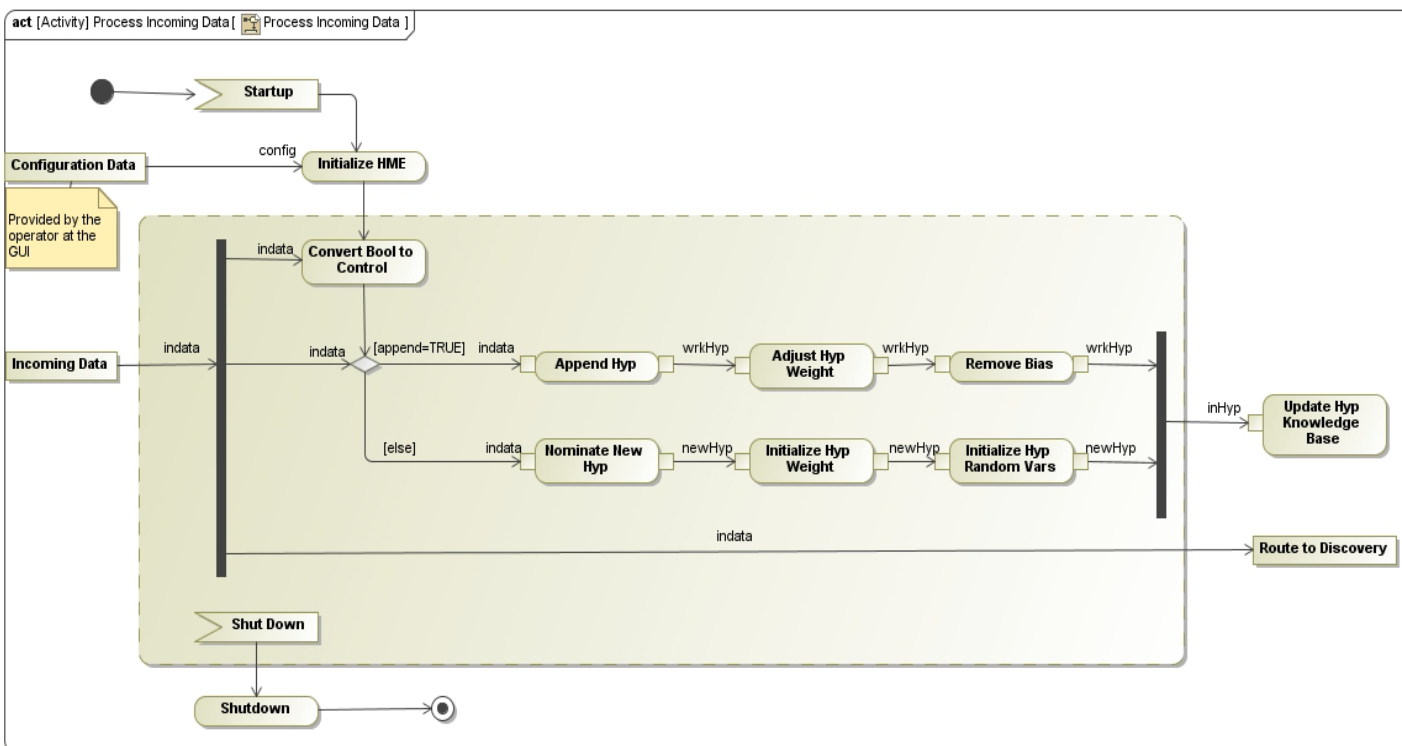 act [Activity] Process Incoming Data [ Process Incoming Data ]
Startup
Configuration Data
config
Initialize HME
Provided by the
operator at the
GUI
indata
Convert Bool to
Control
Incoming Data
indata
indata
[append=TRUE]
indata
Append Hyp
wrkHyp
Adjust Hyp
Weight
wrkHyp
Remove Bias
wrkHyp
inHyp
Update Hyp
Knowledge
Base
[else]
indata
Nominate New
Hyp
newHyp
Initialize Hyp
Weight
newHyp
Initialize Hyp
Random Vars
newHyp
indata
Route to Discovery
Shut Down
Shutdown